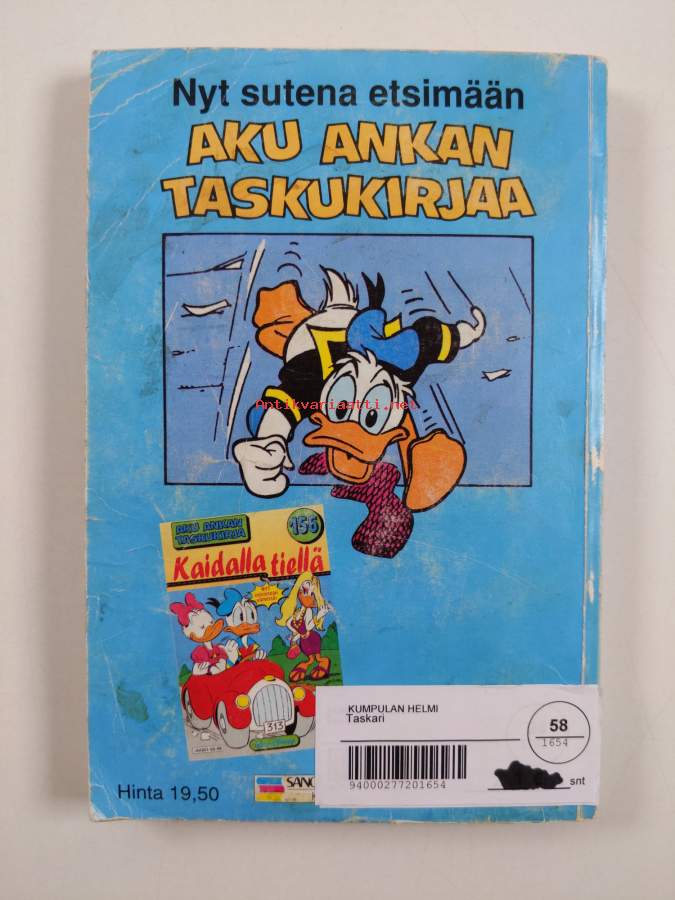 Nyt sutena etsimään
AKU ANKAN
TASKUKIRJAA
Antikvariaatti.net
AKU ANKAN
TASKUKIRJA
156
Kaidalla tiellä
313
KUMPULAN HELMI
Taskari
58
1654
94000277201654
snt
Hinta 19,50